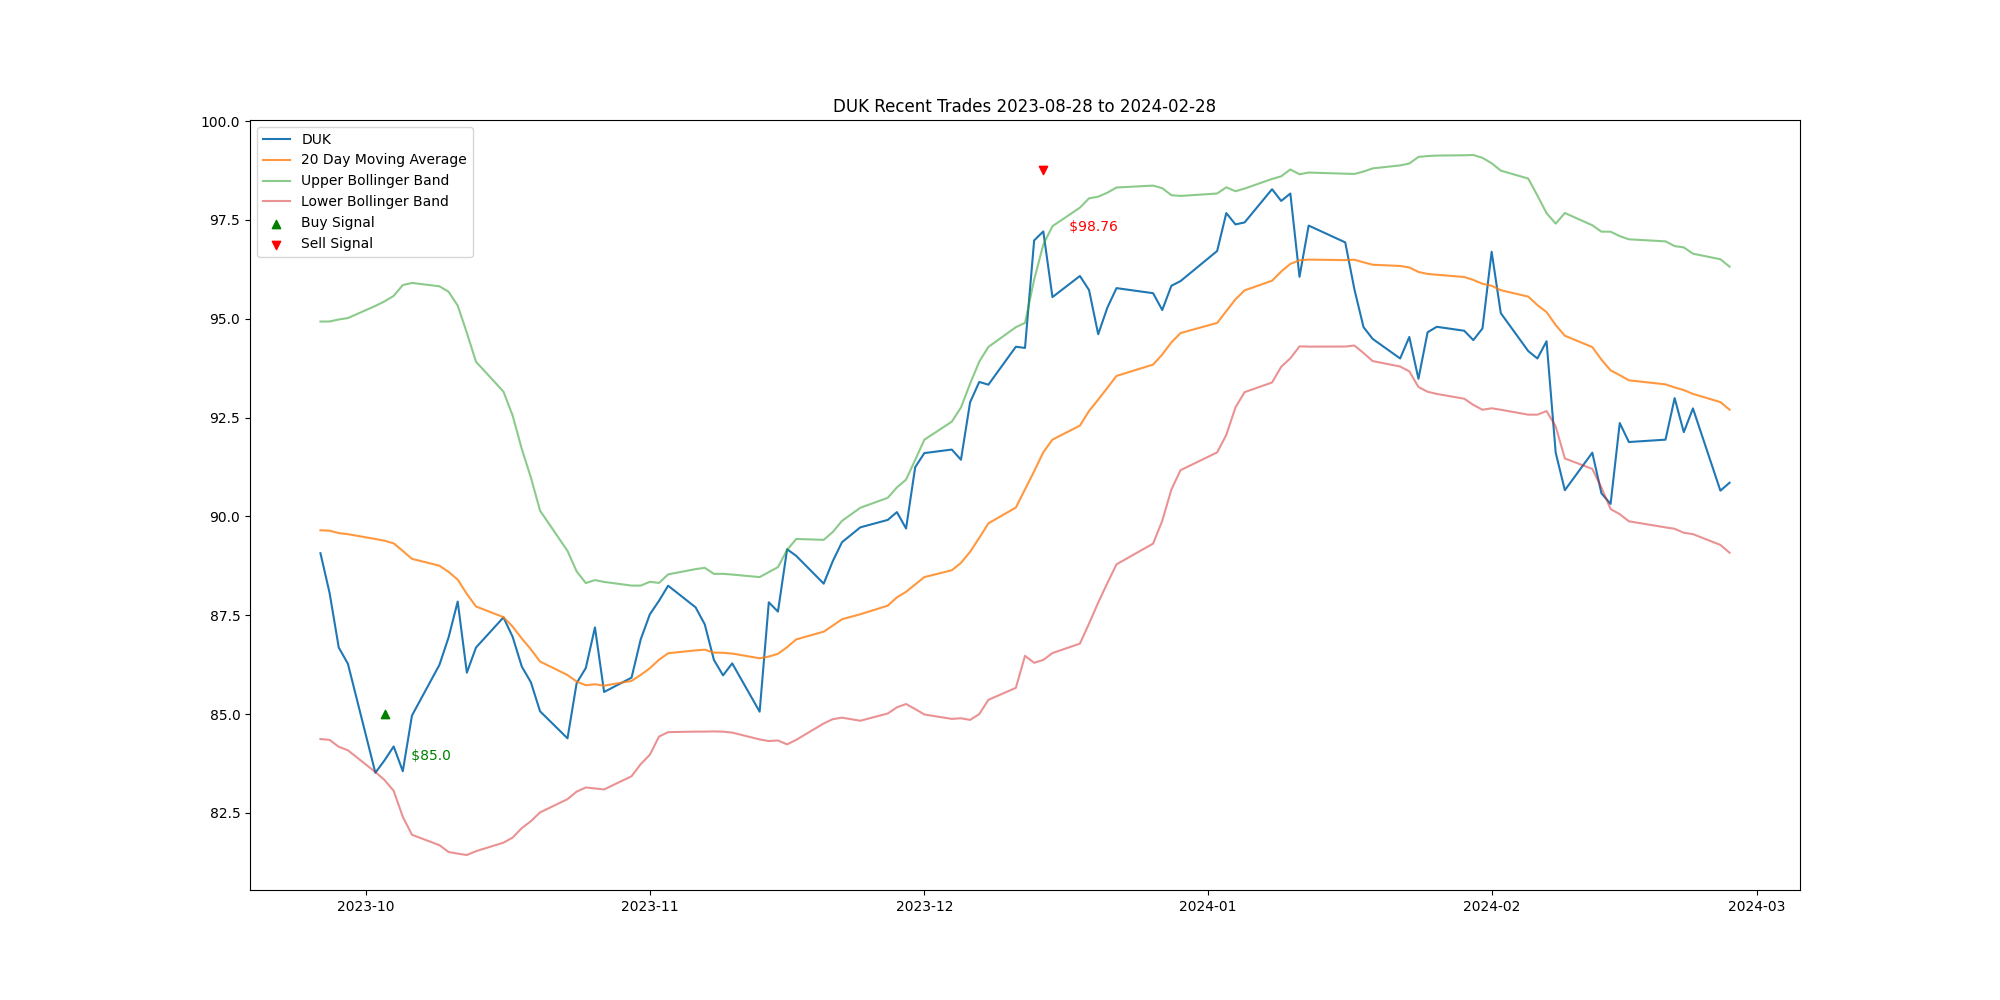 DUK Recent Trades 2023-08-28 to 2024-02-28
100.0
97.5
95.0
92.5
90.0
87.5
85.0
82.5
DUK
20 Day Moving Average
Upper Bollinger Band
Lower Bollinger Band
Buy Signal
Sell Signal
$98.76
$85.0
2023-10
2023-11
2023-12
2024-01
2024-02
2024-03